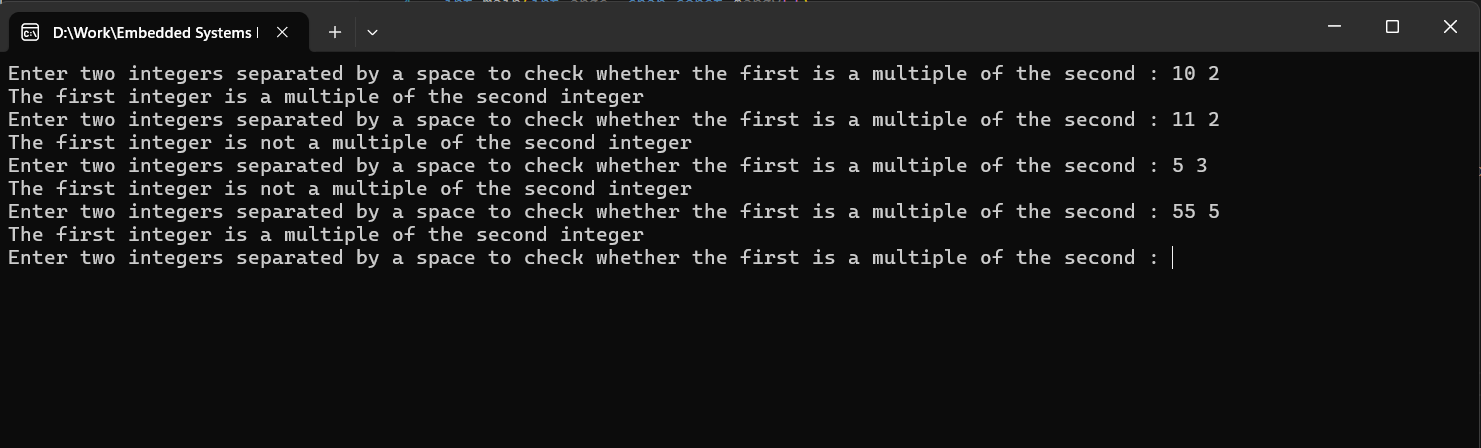 D:\Work\Embedded Systems
Enter two integers separated by a space to check whether the first is a multiple of the second : 10 2
The first integer is a multiple of the second integer
Enter two integers separated by a space to check whether the first is a multiple of the second : 11 2
The first integer is not a multiple of the second integer
Enter two integers separated by a space to check whether the first is a multiple of the second : 5 3
The first integer is not a multiple of the second integer
Enter two integers separated by a space to check whether the first is a multiple of the second : 55 5
The first integer is a multiple of the second integer
Enter two integers separated by a space to check whether the first is a multiple of the second :